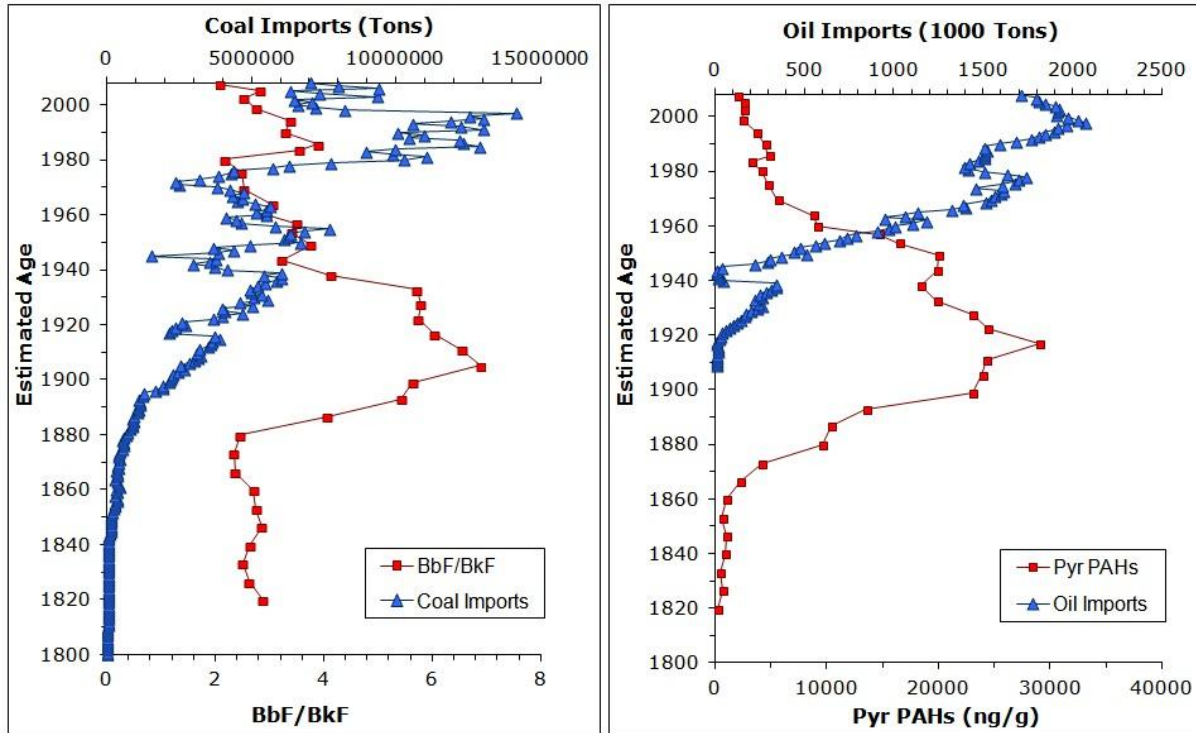 Coal Imports (Tons)
0 5000000 10000000 15000000
Estimated Age
2000
1980
1960
1940
1920
1900
1880
1860
1840
1820
1800
BbF/BkF
Coal Imports
0 2 4 6 8
BbF/BkF
Oil Imports (1000 Tons)
0 500 1000 1500 2000 2500
Estimated Age
2000
1980
1960
1940
1920
1900
1880
1860
1840
1820
1800
Pyr PAHs
Oil Imports
0 10000 20000 30000 40000
Pyr PAHs (ng/g)